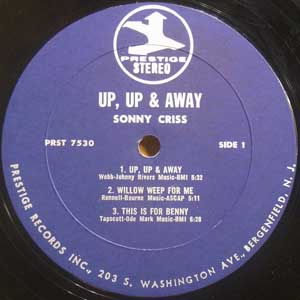 PRESTIGE
STEREO
UP, UP & AWAY
SONNY CRISS
PRST 7530
SIDE 1
1. UP, UP & AWAY
Webb-Johnny Rivers Music-BMI 5:32
2. WILLOW WEEP FOR ME
Ronnell-Bourne Music-ASCAP 5:11
3. THIS IS FOR BENNY
Tapscott-Ode Mark Music-BMI 6:28
PRESTIGE RECORDS INC., 203 S. WASHINGTON AVE., BERGENFIELD, N. J.